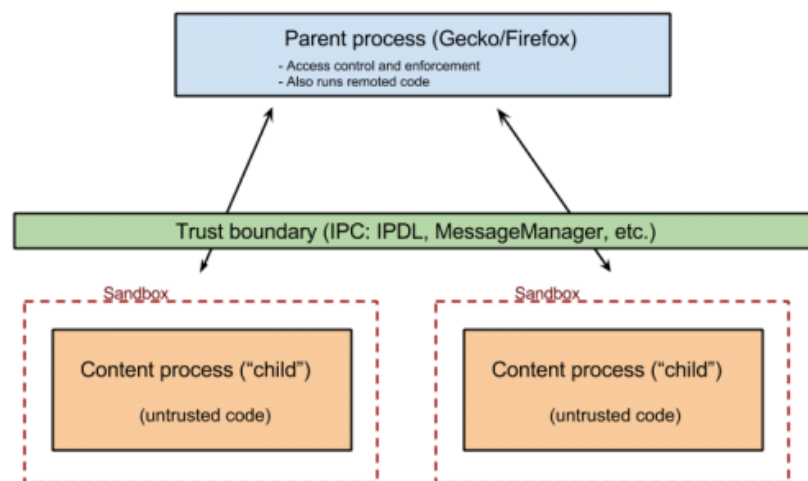 Parent process (Gecko/Firefox)
- Access control and enforcement
- Also runs remoted code
Trust boundary (IPC: IPDL, MessageManager, etc.)
Sandbox
Sandbox
Content process (“child”)
(untrusted code)
Content process (“child”)
(untrusted code)